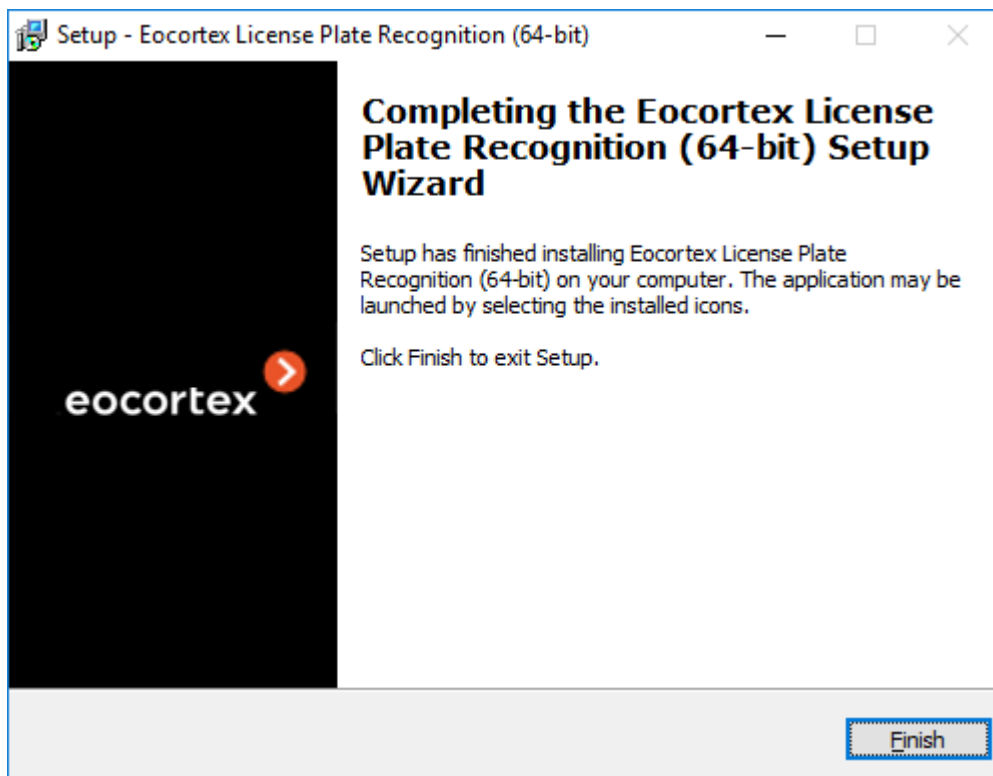 Setup - Eocortex License Plate Recognition (64-bit)
Completing the Eocortex License
Plate Recognition (64-bit) Setup
Wizard
Setup has finished installing Eocortex License Plate
Recognition (64-bit) on your computer. The application may be
launched by selecting the installed icons.
Click Finish to exit Setup.
eocortex
Finish